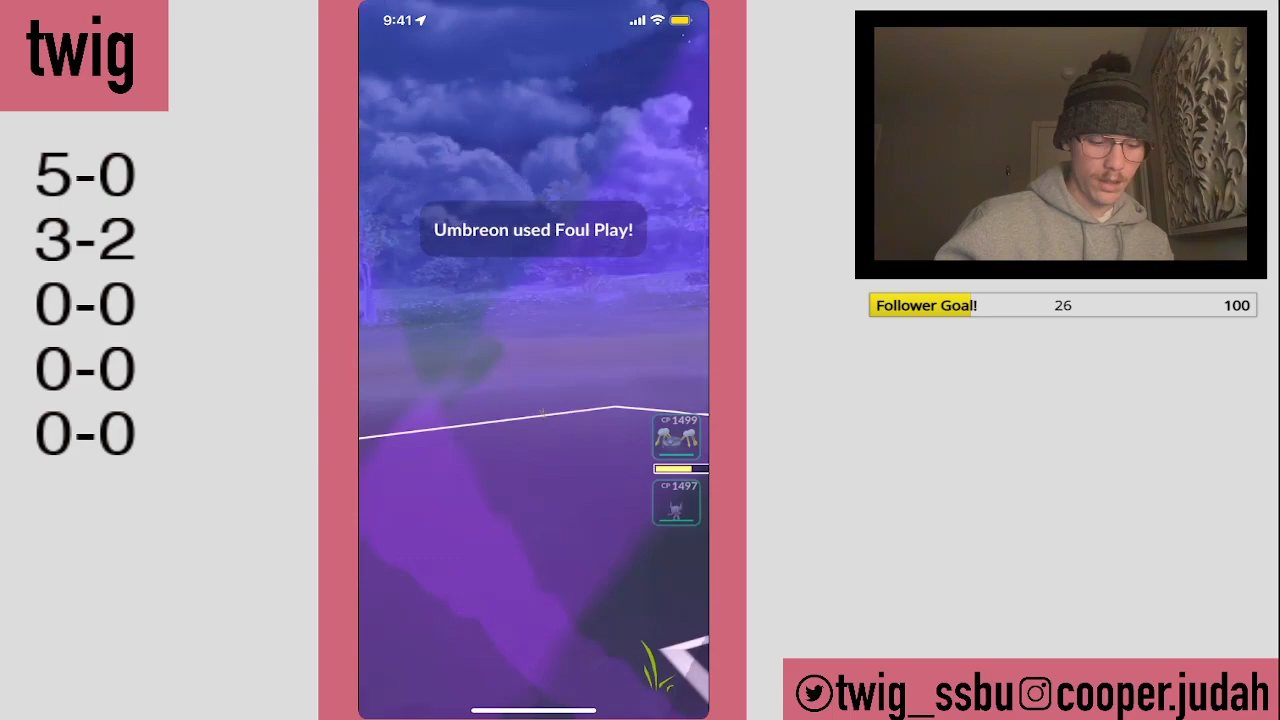 twig
5-0
3-2
0-0
0-0
0-0
9:41
Umbreon used Foul Play!
CP 1499
CP 1497
Follower Goal! 26 100
twig_ssbu cooper.judah